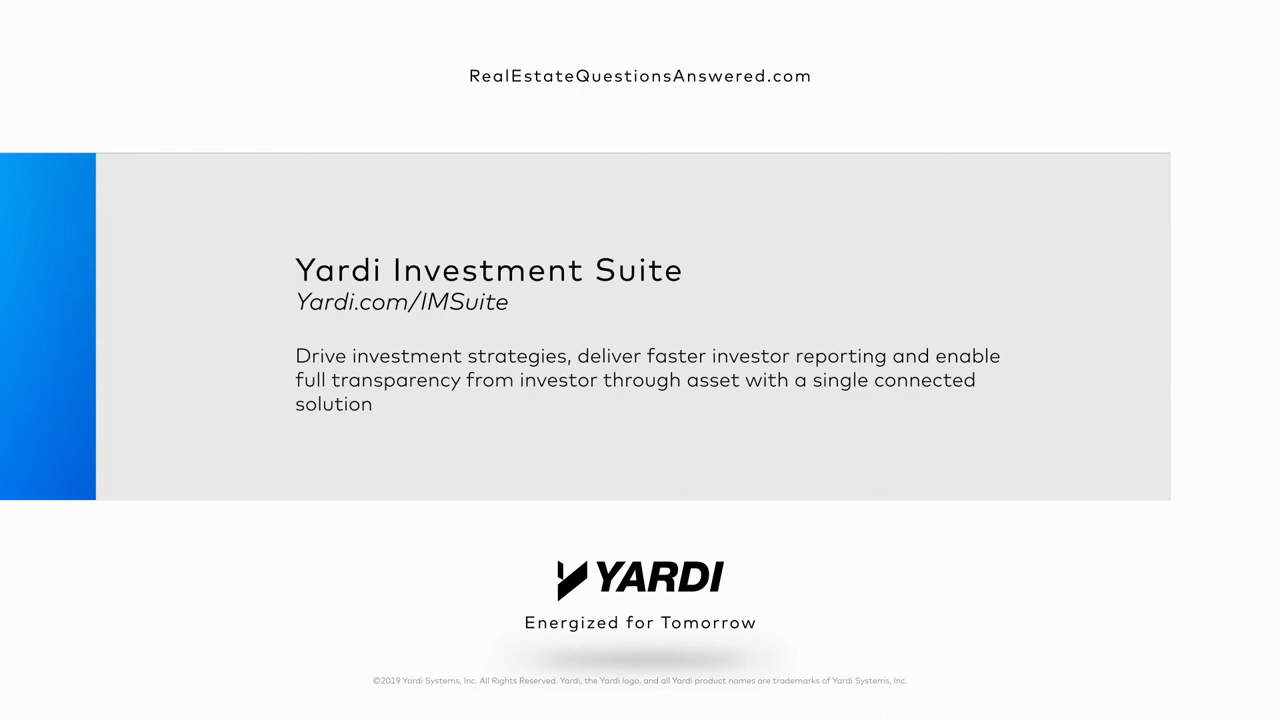 RealEstateQuestionsAnswered.com
Yardi Investment Suite
Yardi.com/IMSuite
Drive investment strategies, deliver faster investor reporting and enable
full transparency from investor through asset with a single connected
solution
YARDI
Energized for Tomorrow
©2019 Yardi Systems, Inc. All Rights Reserved. Yardi, the Yardi logo, and all Yardi product names are trademarks of Yardi Systems, Inc.